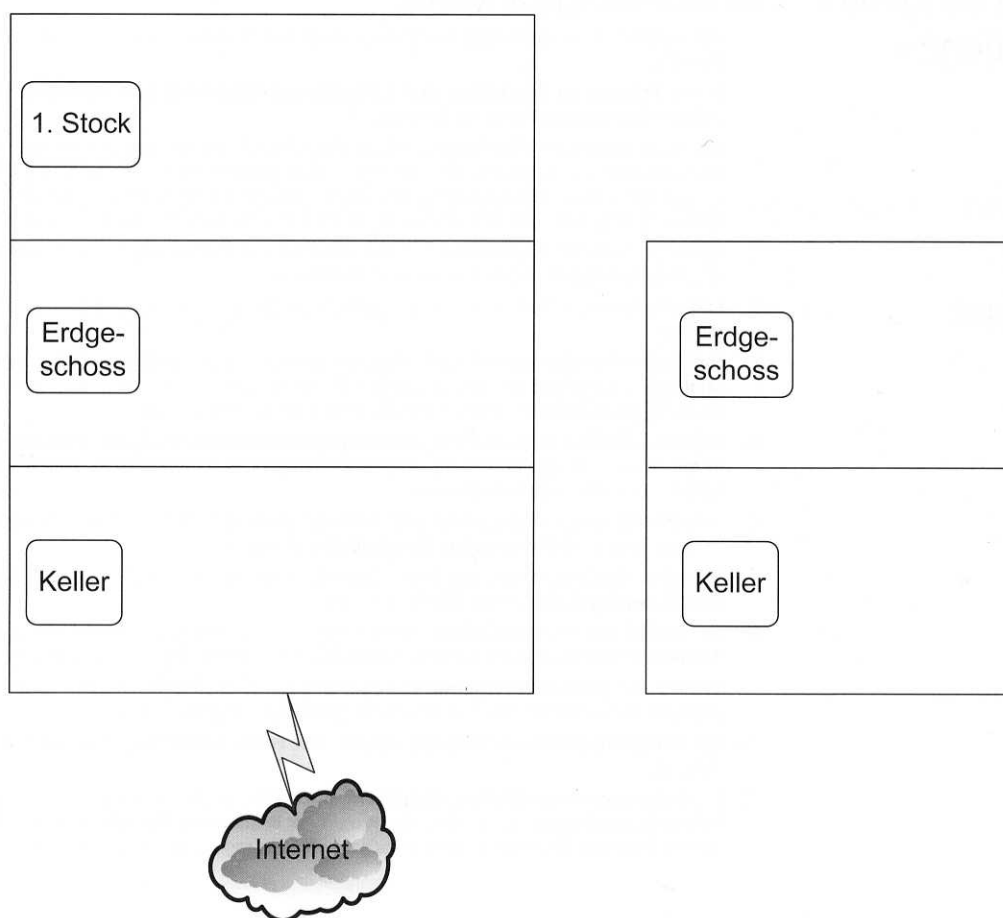 1. Stock
Erdge-
schoss
Erdge-
schoss
Keller
Keller
Internet